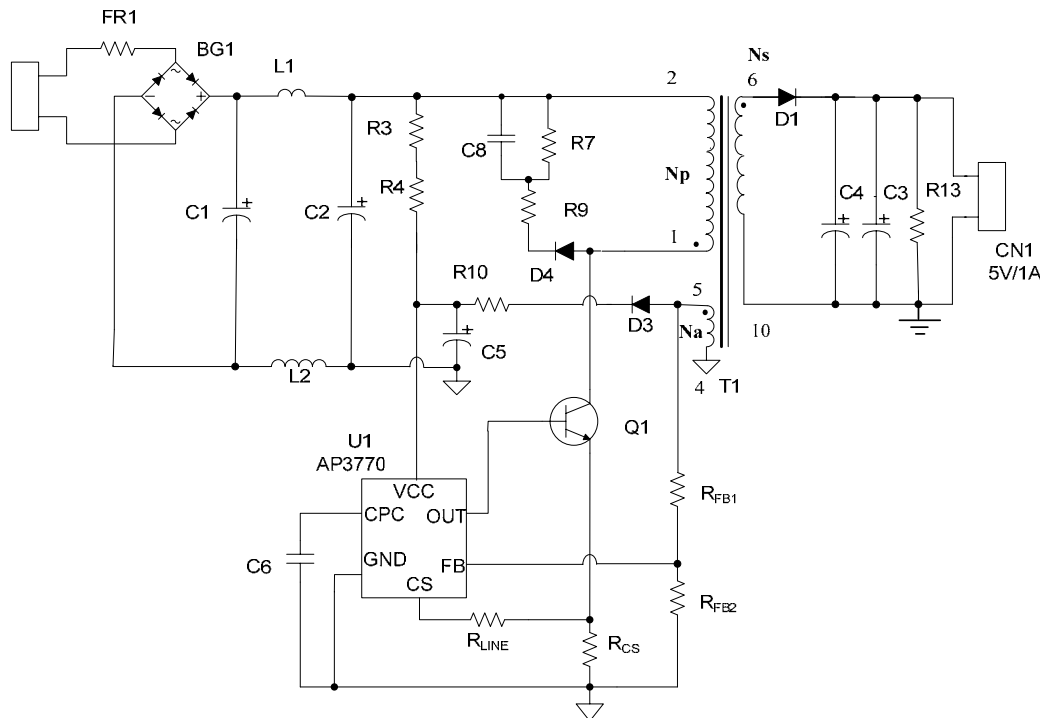 FR1
BG1
L1
2
Ns
6
D1
R3
C8
R7
Np
R4
R9
C4
C3
R13
C1
C2
1
D4
CN1
5V/1A
R10
5
D3
Na
10
C5
L2
4
T1
U1
AP3770
Q1
VCC
CPC
OUT
RFB1
C6
GND
FB
CS
RFB2
RLINE
RCS
+
+
+
+
+
+
-
~
~